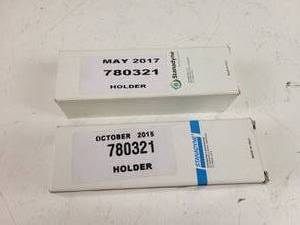 MAY 2017
780321
HOLDER
Stanadyne
OCTOBER 2015
780321
HOLDER
STANADYNE